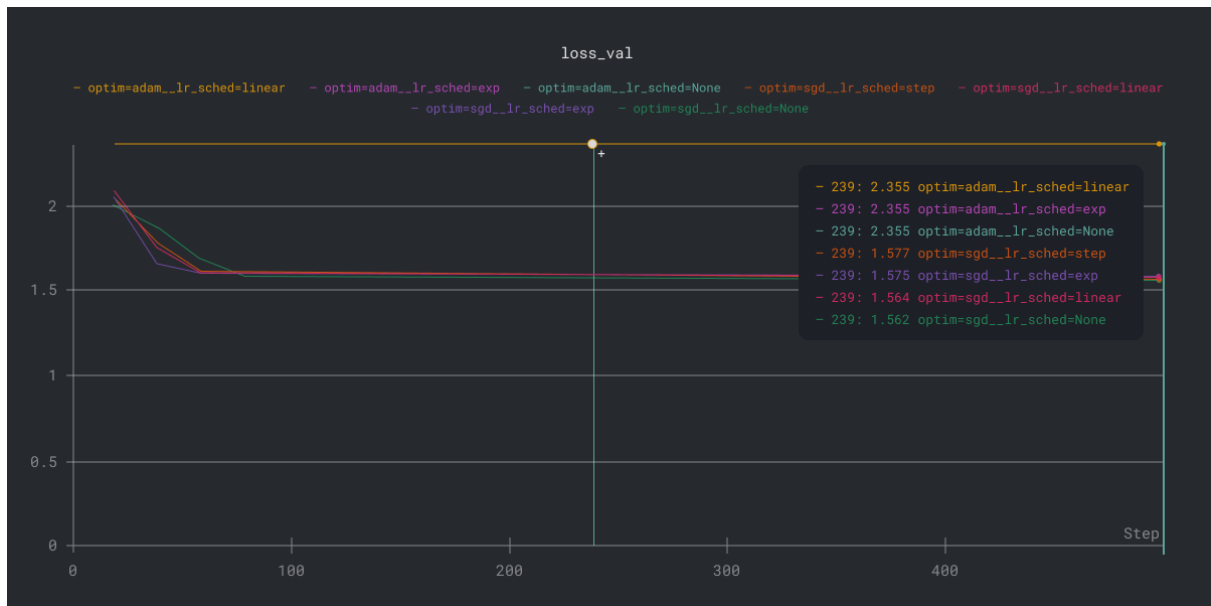 loss_val
— optim=adam__lr_sched=linear — optim=adam__lr_sched=exp — optim=adam__lr_sched=None — optim=sgd__lr_sched=step — optim=sgd__lr_sched=linear
— optim=sgd__lr_sched=exp — optim=sgd__lr_sched=None
— 239: 2.355 optim=adam__lr_sched=linear
— 239: 2.355 optim=adam__lr_sched=exp
— 239: 2.355 optim=adam__lr_sched=None
— 239: 1.577 optim=sgd__lr_sched=step
— 239: 1.575 optim=sgd__lr_sched=exp
— 239: 1.564 optim=sgd__lr_sched=linear
— 239: 1.562 optim=sgd__lr_sched=None
2
1.5
1
0.5
0
Step
0 100 200 300 400